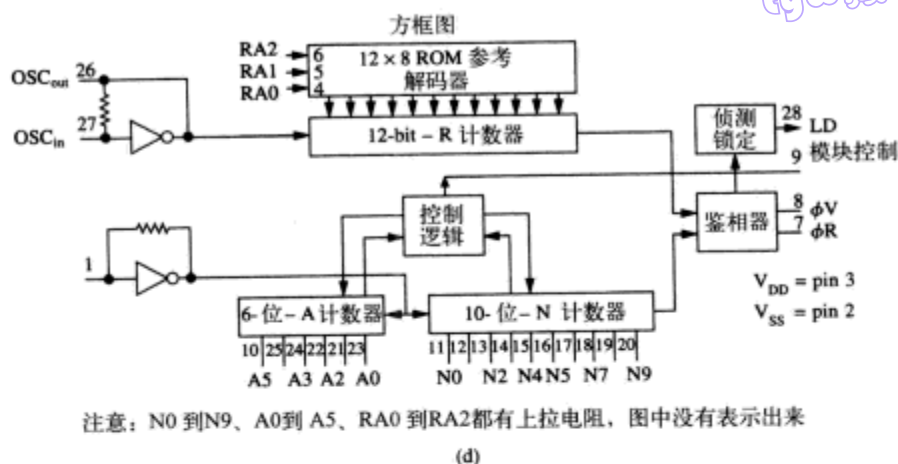 方框图
RA2 6 12 × 8 ROM 参考
RA1 5 解码器
RA0 4
OSCout 26
OSCin 27
12-bit – R 计数器
侦测
锁定
28 LD
9 模块控制
控制
逻辑
鉴相器
8 ϕV
7 ϕR
1
VDD = pin 3
VSS = pin 2
6- 位 – A 计数器
10- 位 – N 计数器
10 25 24 22 21 23
A5 A3 A2 A0
11 12 13 14 15 16 17 18 19 20
N0 N2 N4 N5 N7 N9
注意：N0 到N9、A0到 A5、RA0 到RA2都有上拉电阻，图中没有表示出来
(d)